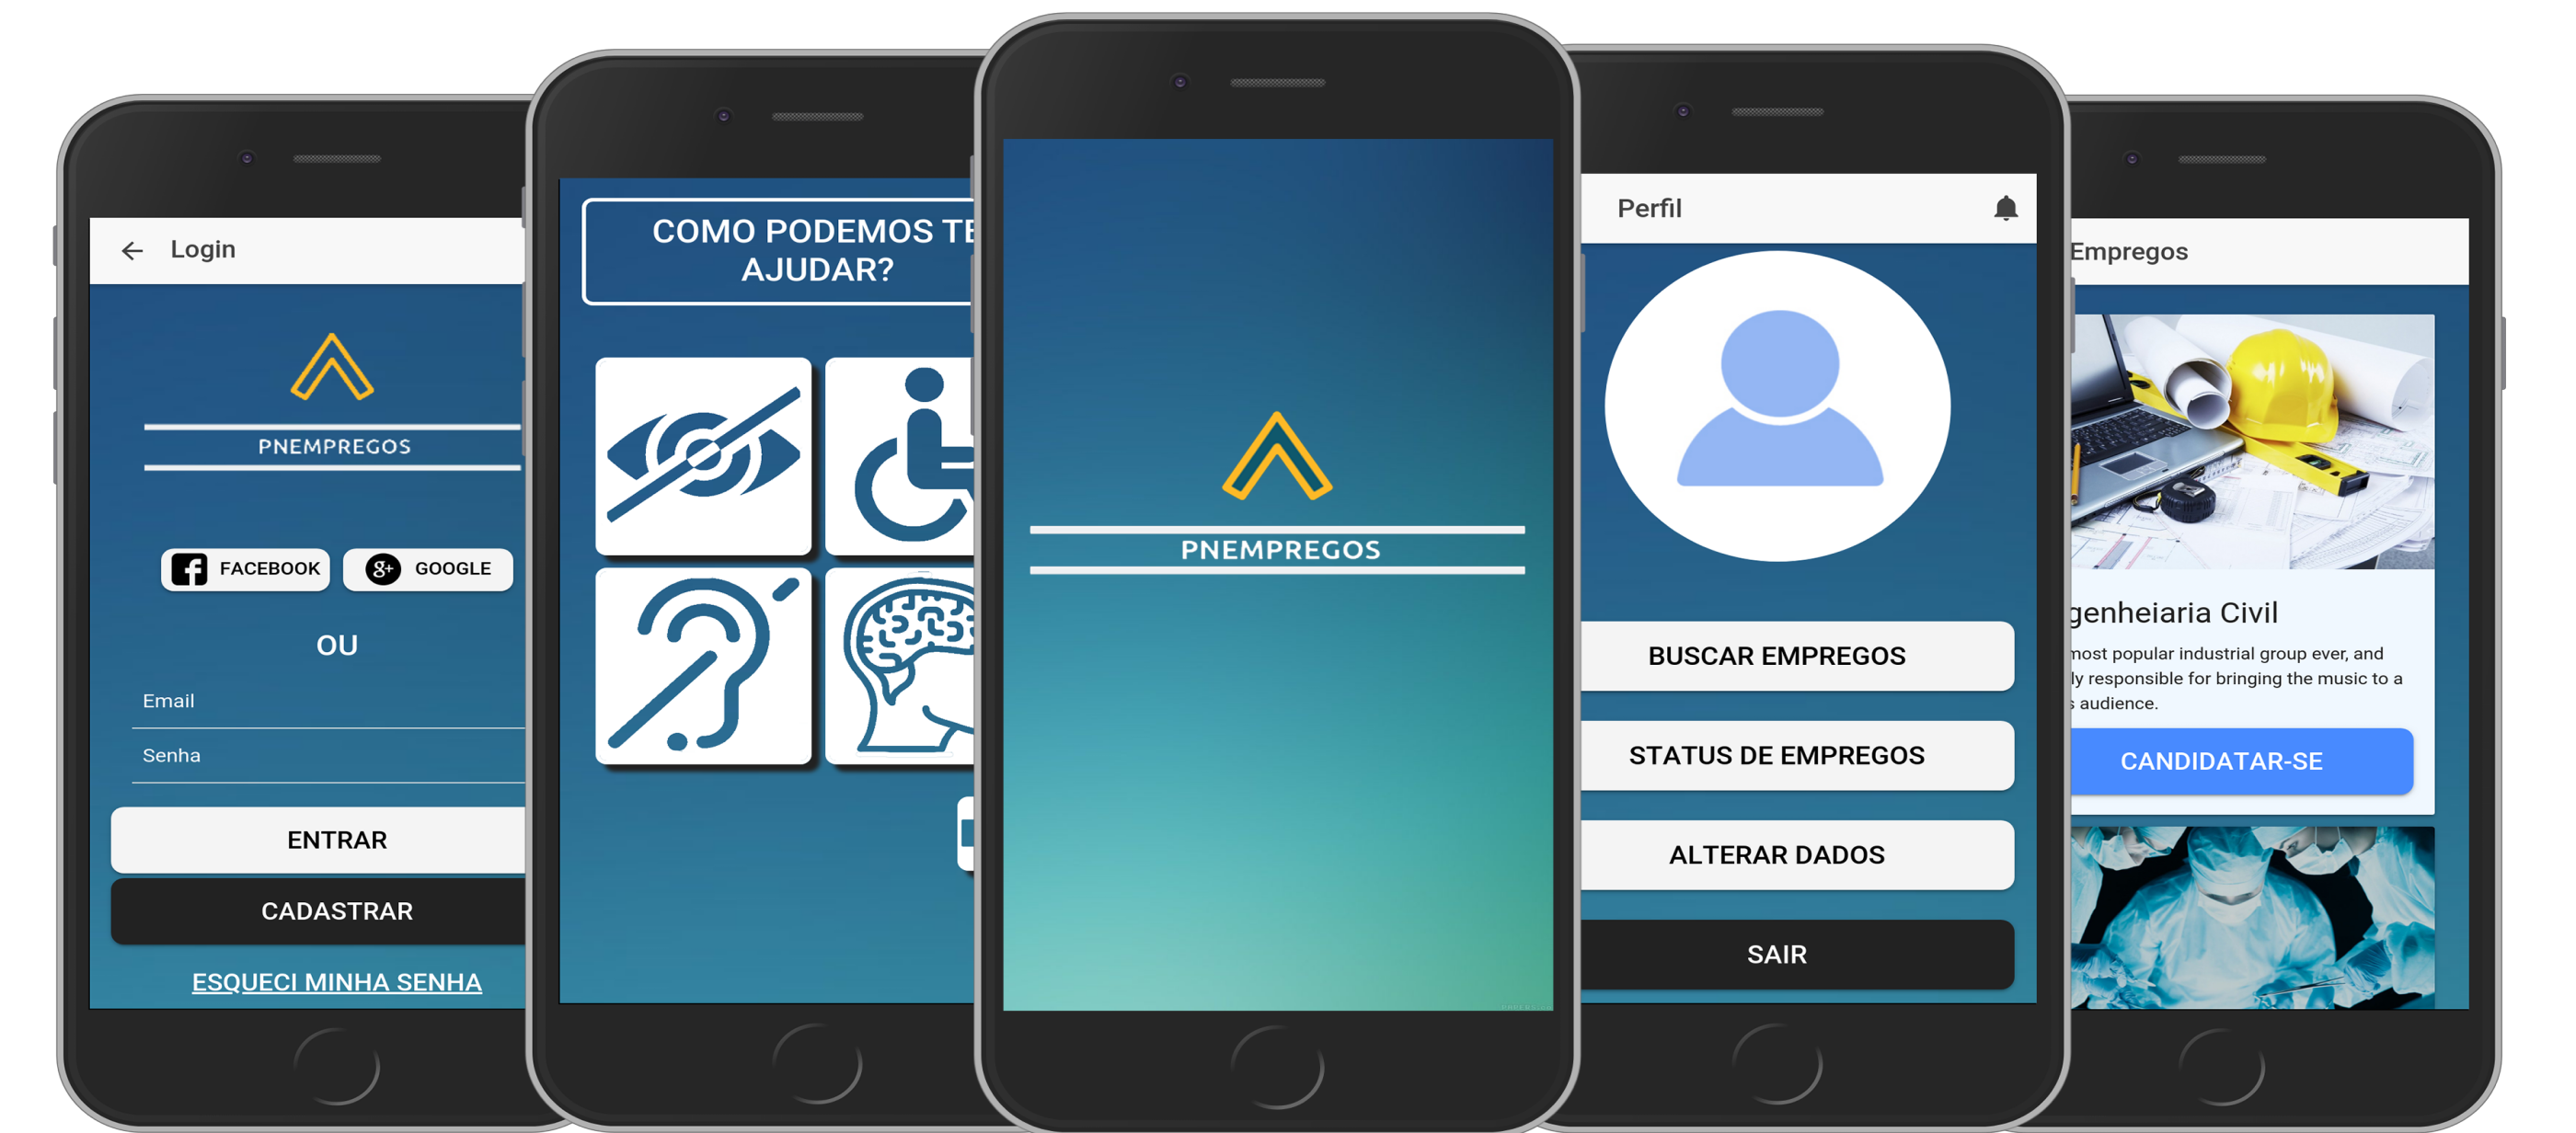 Login
PNEMPREGOS
FACEBOOK
GOOGLE
OU
Email
Senha
ENTRAR
CADASTRAR
ESQUECI MINHA SENHA
COMO PODEMOS TE
AJUDAR?
PNEMPREGOS
Perfil
BUSCAR EMPREGOS
STATUS DE EMPREGOS
ALTERAR DADOS
SAIR
Empregos
genheiaria Civil
most popular industrial group ever, and
ly responsible for bringing the music to a
s audience.
CANDIDATAR-SE